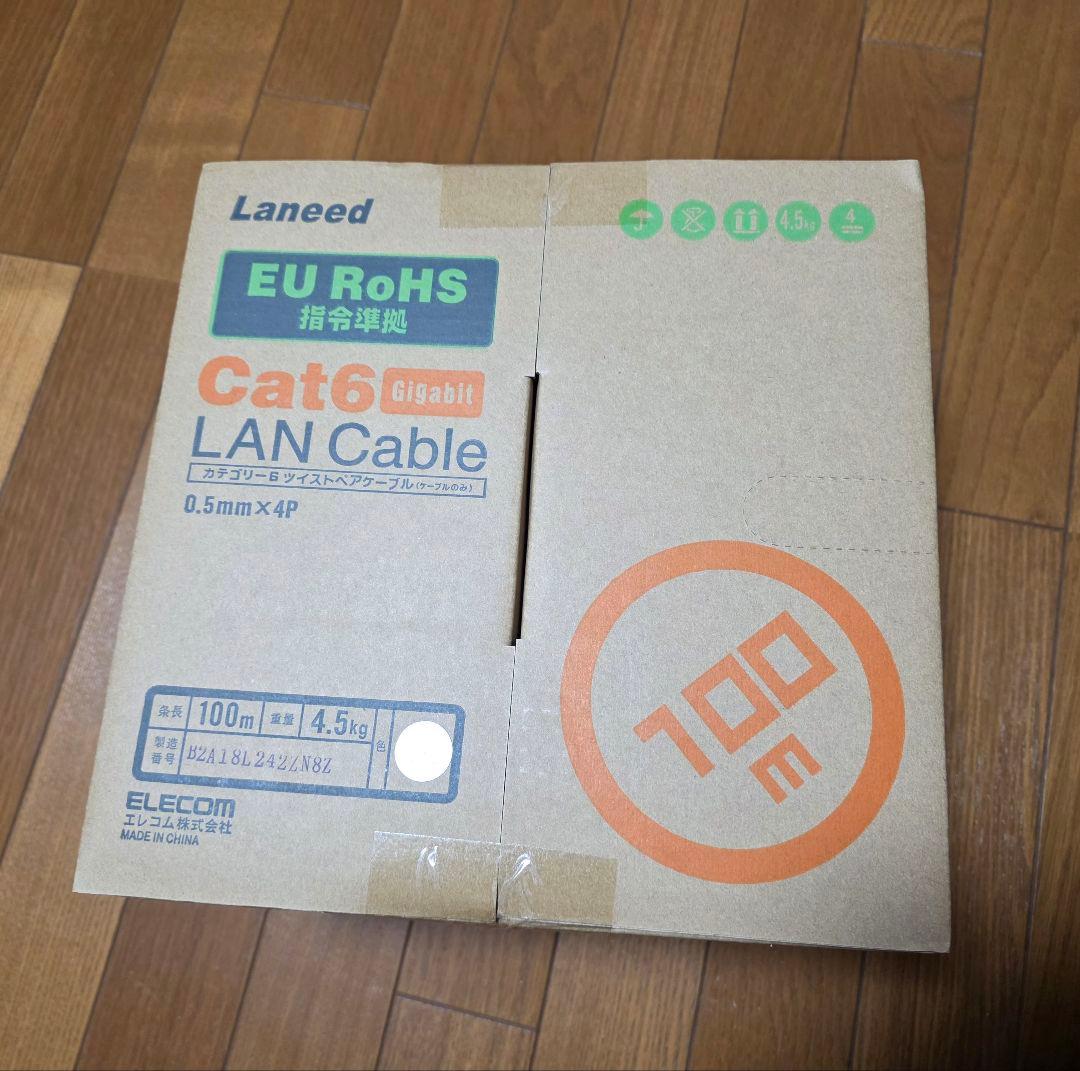 Laneed
4.5kg
4
EU RoHS
指令準拠
Cat6 Gigabit
LAN Cable
カテゴリー6 ツイストペアケーブル(ケーブルのみ)
0.5mm×4P
100m
条長 100m 重量 4.5kg 色
製造番号 B2A18L242ZN8Z
ELECOM
エレコム株式会社
MADE IN CHINA